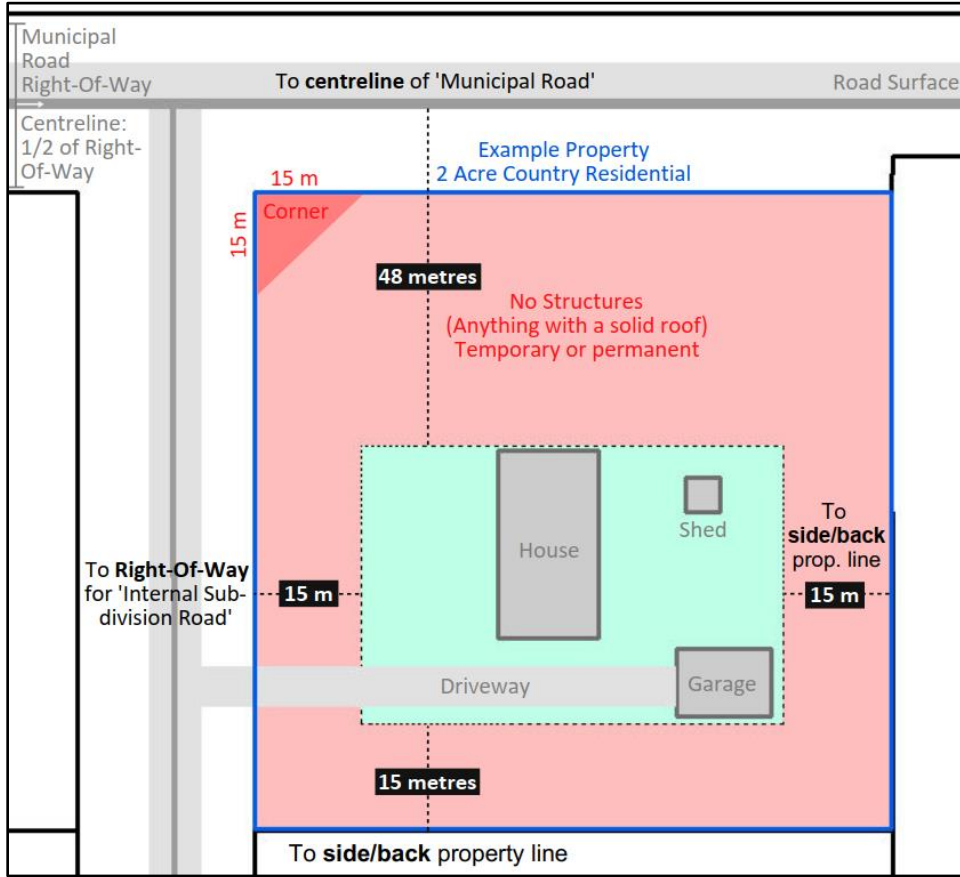 Municipal
Road
Right-Of-Way
To centreline of 'Municipal Road'
Road Surface
Centreline:
1/2 of Right-
Of-Way
Example Property
2 Acre Country Residential
15 m
15 m
Corner
48 metres
No Structures
(Anything with a solid roof)
Temporary or permanent
House
Shed
To
side/back
prop. line
15 m
To Right-Of-Way
for 'Internal Sub-
division Road'
15 m
Driveway
Garage
15 metres
To side/back property line